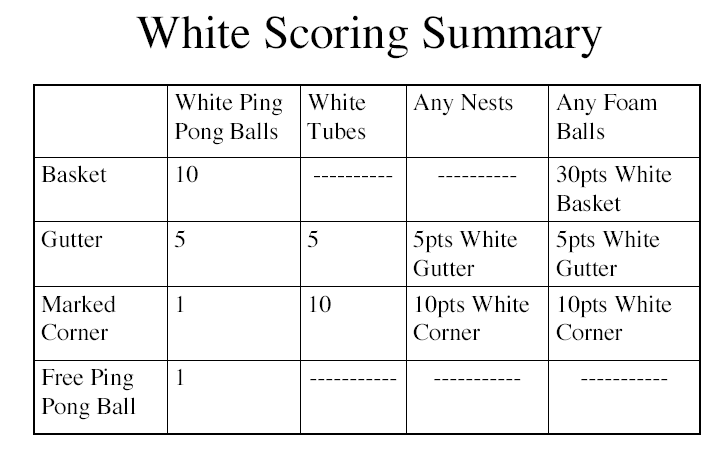 White Scoring Summary
White Ping Pong Balls White Tubes Any Nests Any Foam Balls
Basket 10 ---------- ---------- 30pts White Basket
Gutter 5 5 5pts White Gutter 5pts White Gutter
Marked Corner 1 10 10pts White Corner 10pts White Corner
Free Ping Pong Ball 1 ----------- ----------- -----------